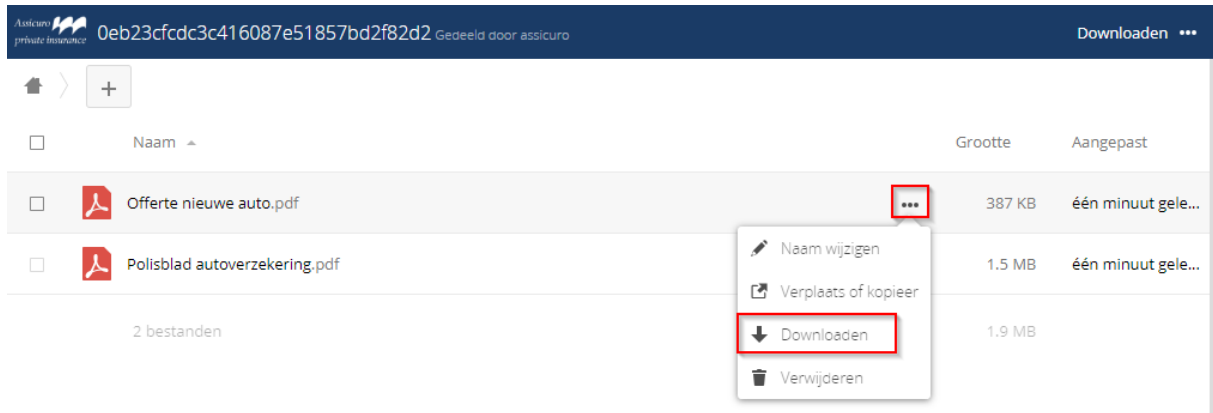 Assicuro
private insurance
0eb23cfcdc3c416087e51857bd2f82d2 Gedeeld door assicuro
Downloaden •••
+
Naam Grootte Aangepast
Offerte nieuwe auto.pdf ••• 387 KB één minuut gele...
Naam wijzigen
Polisblad autoverzekering.pdf 1.5 MB één minuut gele...
Verplaats of kopieer
2 bestanden 1.9 MB
Downloaden
Verwijderen